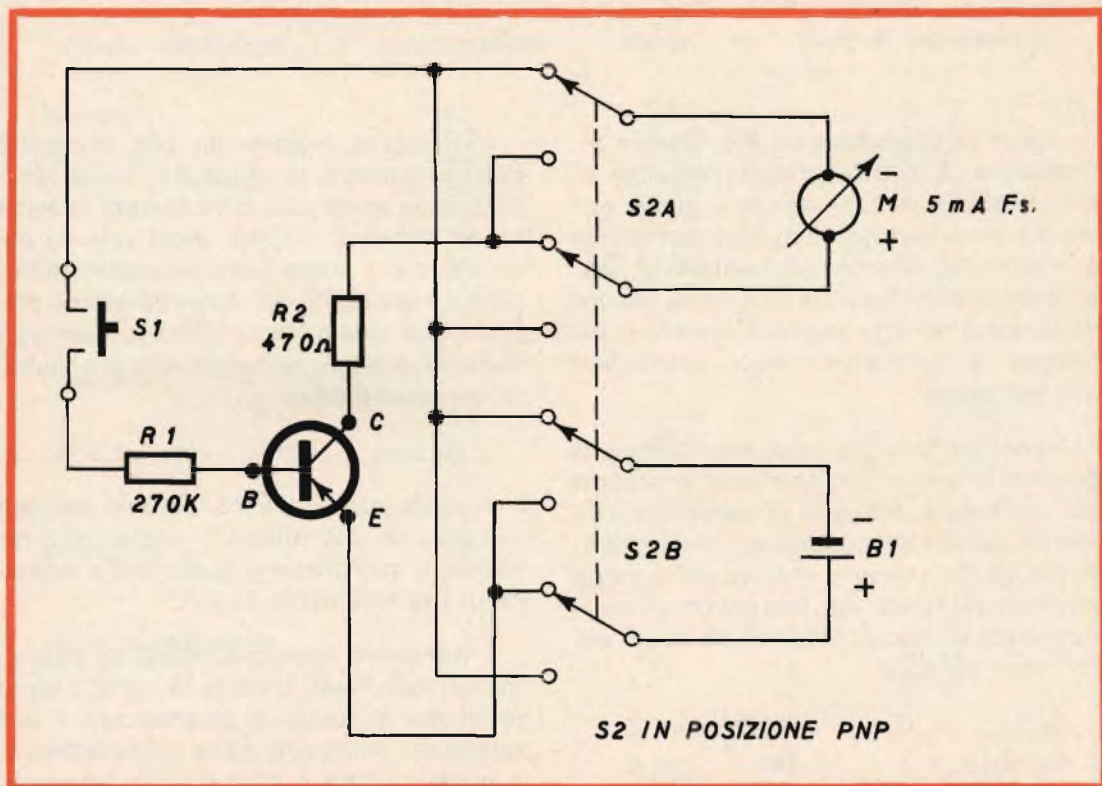 S2A
-
M
5 mA F.s.
+
R2
470Ω
S1
C
R1
B
270K
E
-
S2B
B1
+
S2 IN POSIZIONE PNP